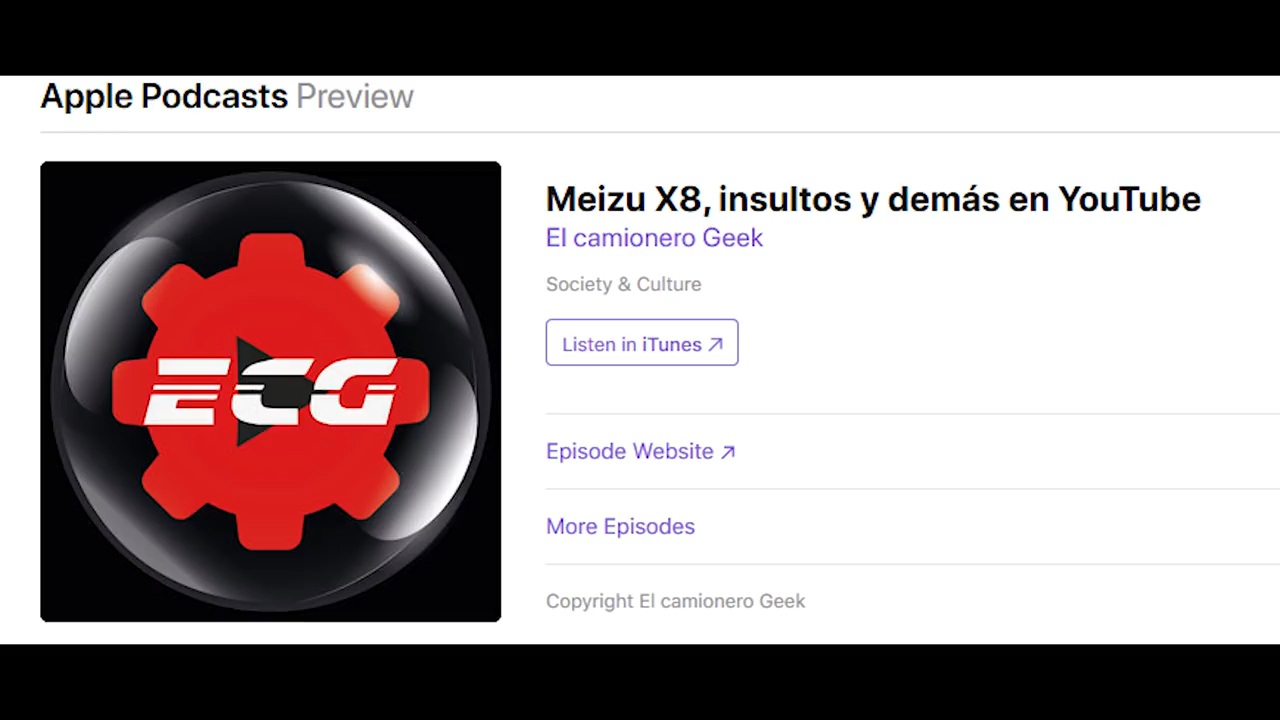 Apple Podcasts Preview
ECG
Meizu X8, insultos y demás en YouTube
El camionero Geek
Society & Culture
Listen in iTunes ↗
Episode Website ↗
More Episodes
Copyright El camionero Geek